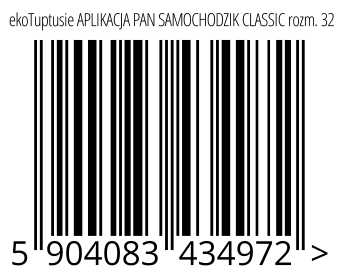 ekoTuptusie APLIKACJA PAN SAMOCHODZIK CLASSIC rozm. 32
5 904083 434972 >